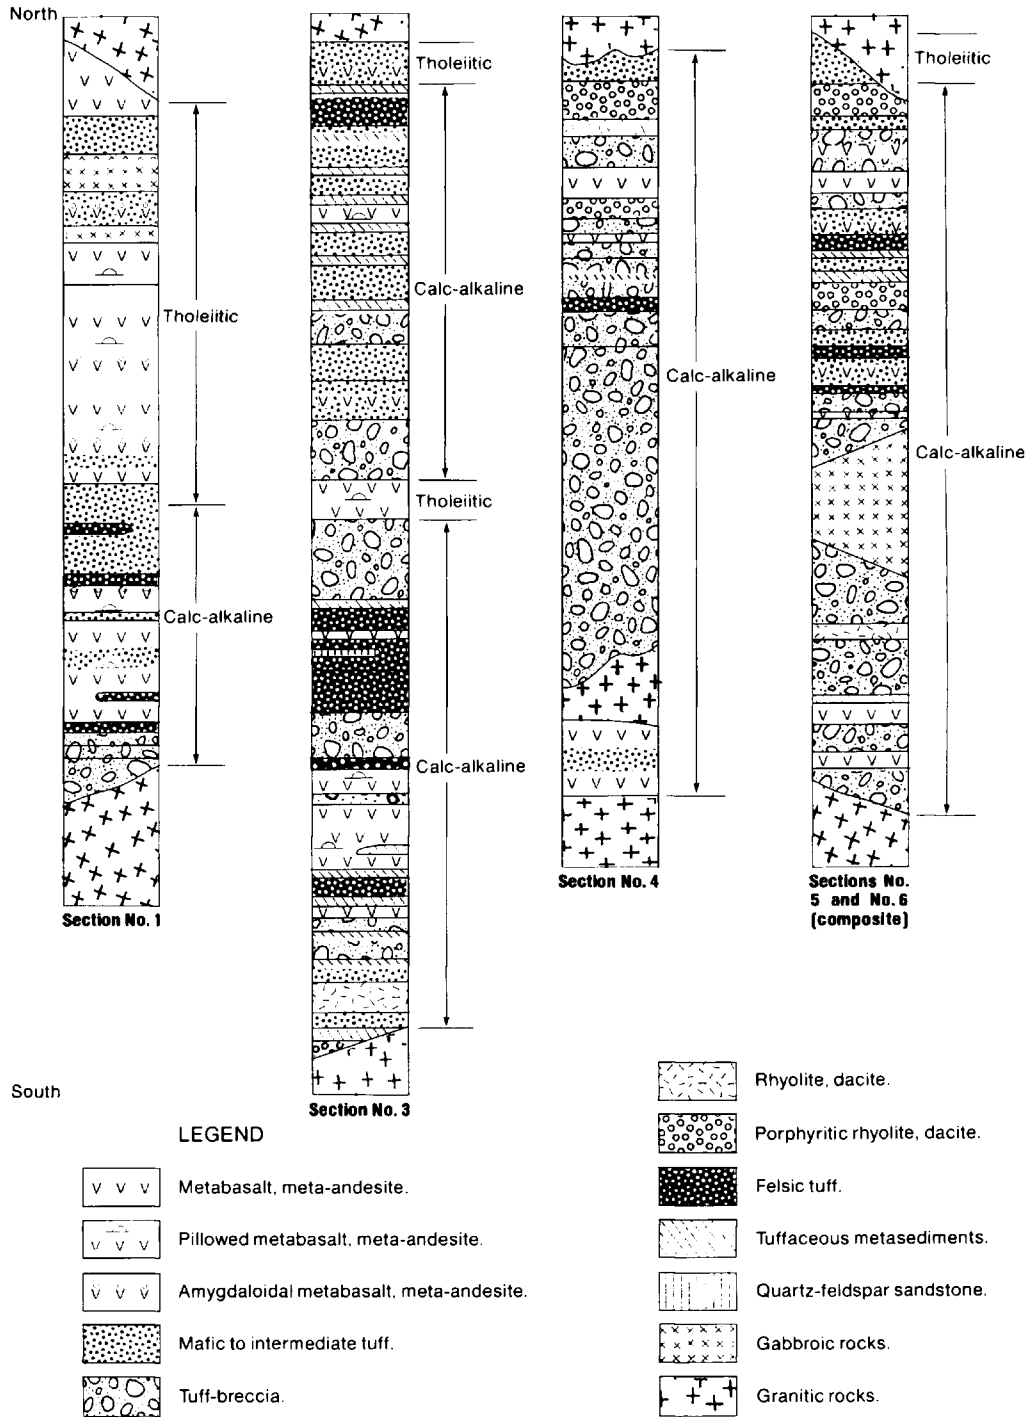 North
Tholeiitic
Calc-alkaline
Section No. 1
Tholeiitic
Calc-alkaline
Tholeiitic
Calc-alkaline
Section No. 3
Calc-alkaline
Section No. 4
Tholeiitic
Calc-alkaline
Sections No.
5 and No. 6
(composite)
South
LEGEND
Metabasalt, meta-andesite.
Pillowed metabasalt, meta-andesite.
Amygdaloidal metabasalt, meta-andesite.
Mafic to intermediate tuff.
Tuff-breccia.
Rhyolite, dacite.
Porphyritic rhyolite, dacite.
Felsic tuff.
Tuffaceous metasediments.
Quartz-feldspar sandstone.
Gabbroic rocks.
Granitic rocks.